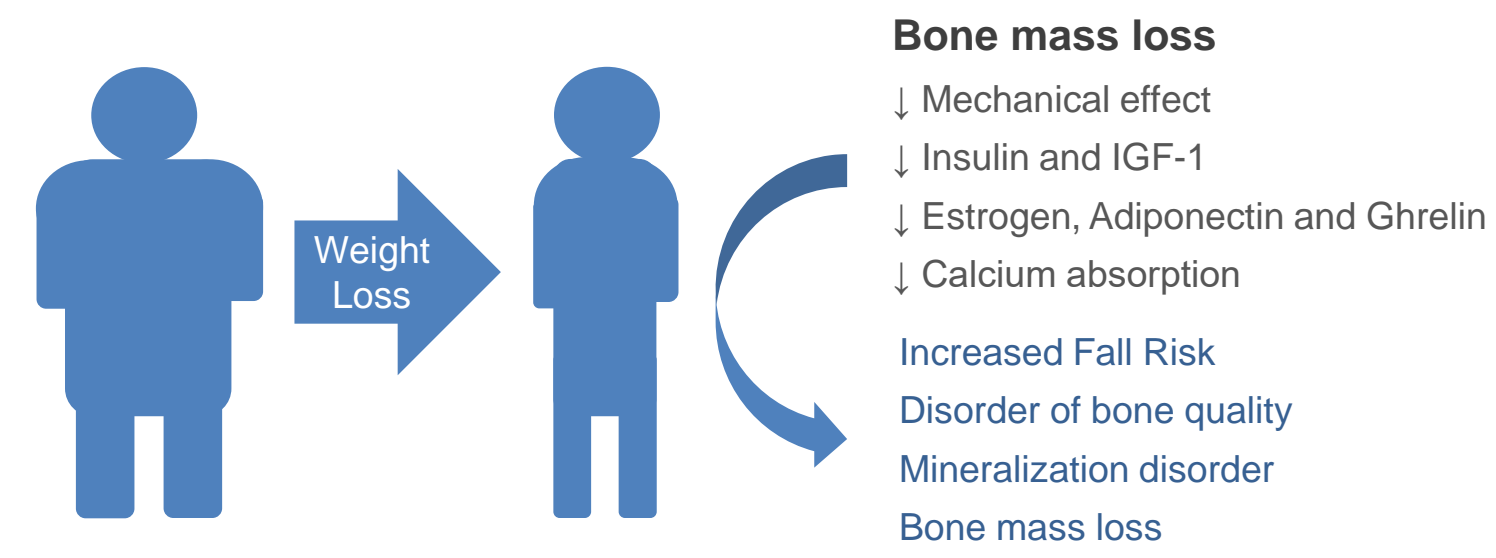 Weight
Loss
Bone mass loss
↓ Mechanical effect
↓ Insulin and IGF-1
↓ Estrogen, Adiponectin and Ghrelin
↓ Calcium absorption
Increased Fall Risk
Disorder of bone quality
Mineralization disorder
Bone mass loss